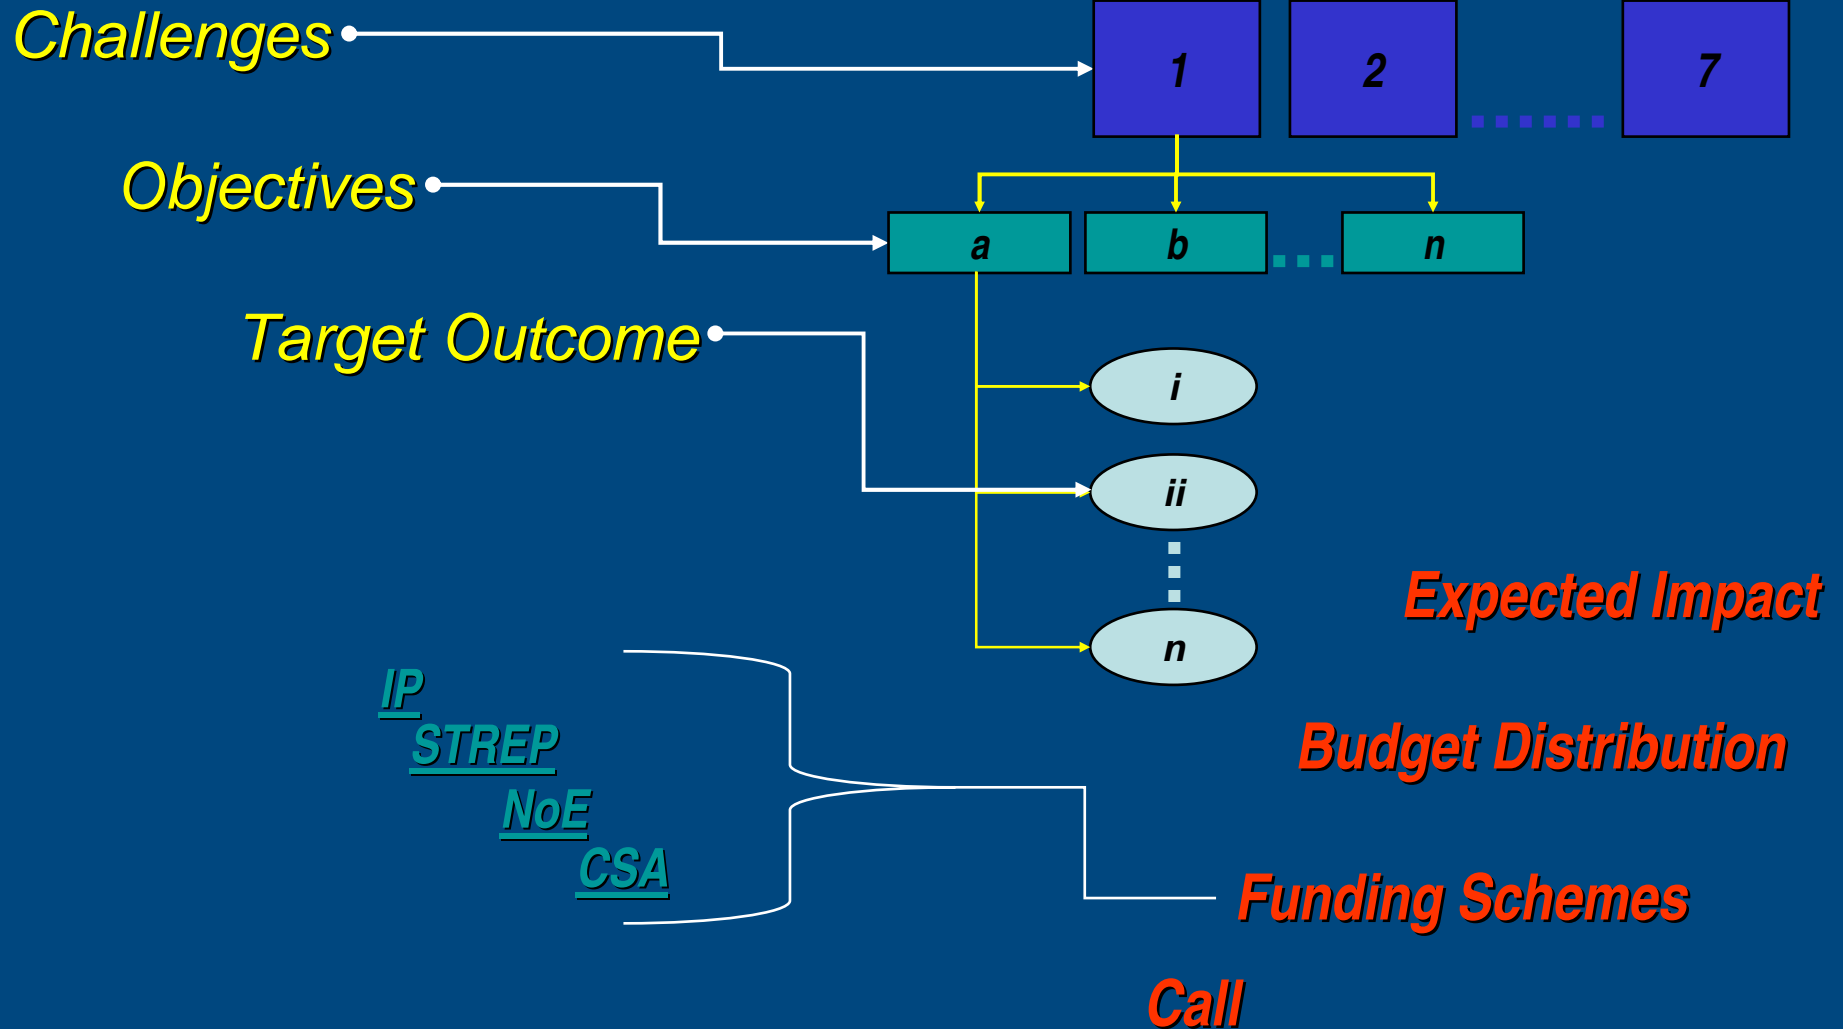 Challenges
1
2
7
Objectives
a
b
n
Target Outcome
i
ii
n
Expected Impact
IP
STREP
Budget Distribution
NoE
CSA
Funding Schemes
Call